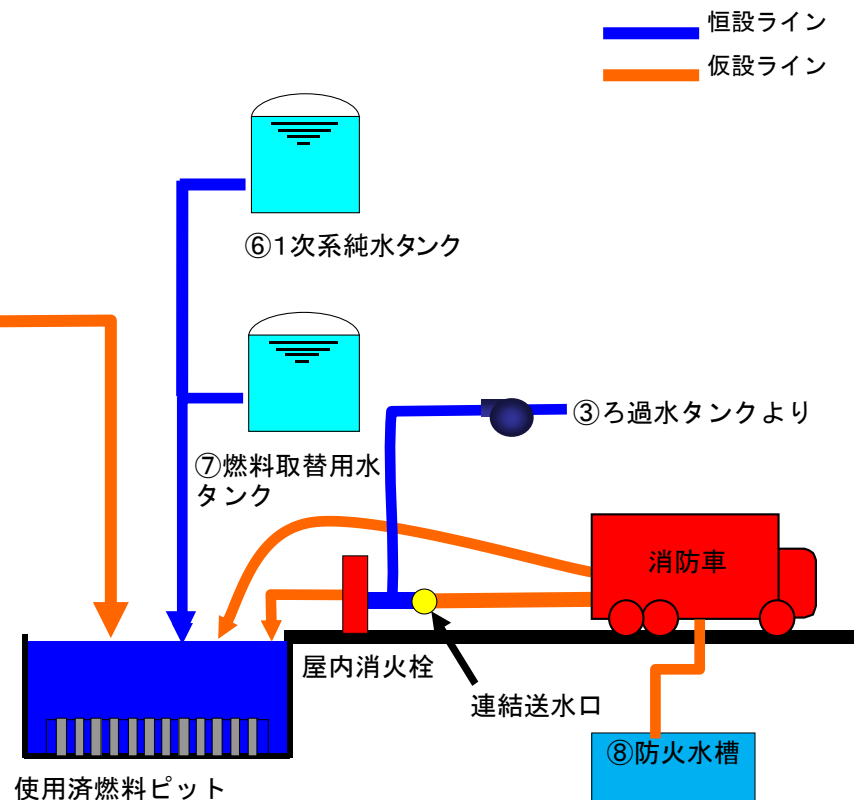 恒設ライン
仮設ライン
⑥1次系純水タンク
③ろ過水タンクより
⑦燃料取替用水
タンク
消防車
屋内消火栓
連結送水口
⑧防火水槽
使用済燃料ピット